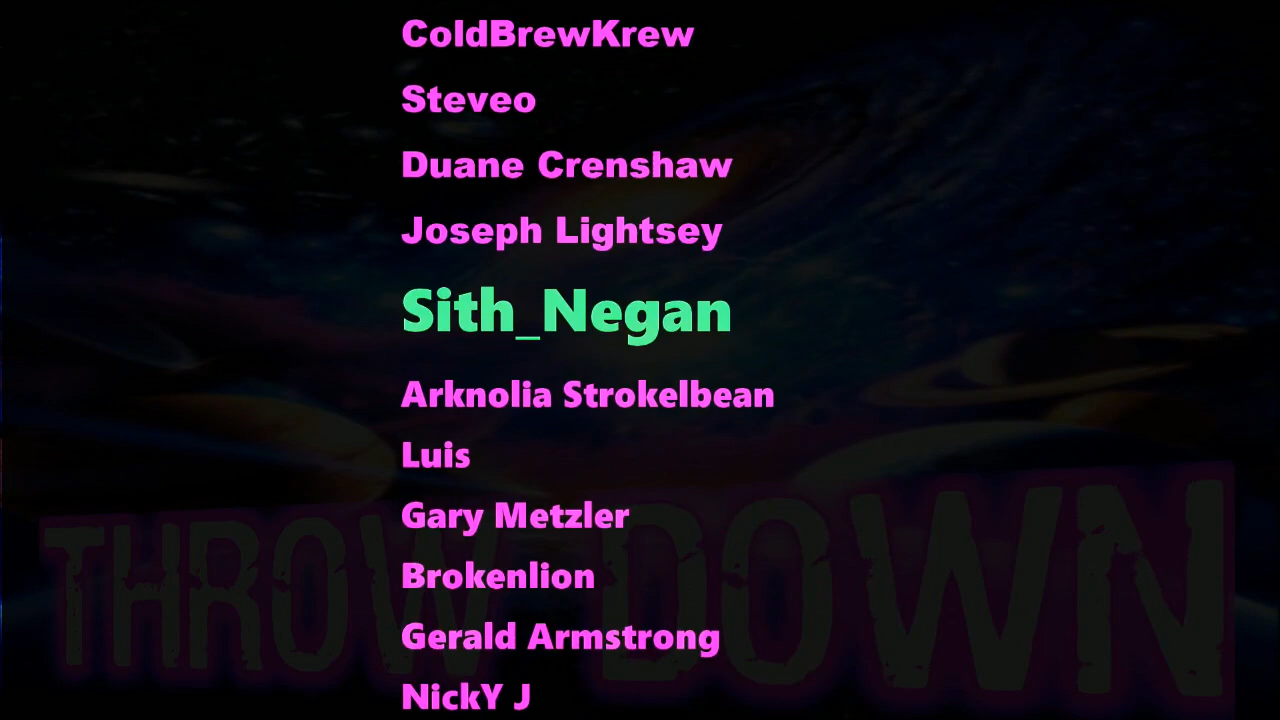 ColdBrewKrew
Steveo
Duane Crenshaw
Joseph Lightsey
Sith_Negan
Arknolia Strokelbean
Luis
Gary Metzler
Brokenlion
Gerald Armstrong
NickY J
THROW DOWN